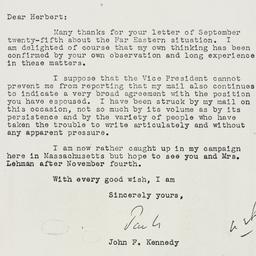 Dear Herbert:
Many thanks for your letter of September
twenty-fifth about the Far Eastern situation. I
am delighted of course that my own thinking has been
confirmed by your own observation and long experience
in these matters.
I suppose that the Vice President cannot
prevent me from reporting that my mail also continues
to indicate a very broad agreement with the position
you have espoused. I have been struck by my mail on
this occasion, not so much by its volume as by its
persistence and by the variety of people who have
taken the trouble to write articulately and without
any apparent pressure.
I am now rather caught up in my campaign
here in Massachusetts but hope to see you and Mrs.
Lehman after November fourth.
With every good wish, I am
Sincerely yours,
John F. Kennedy